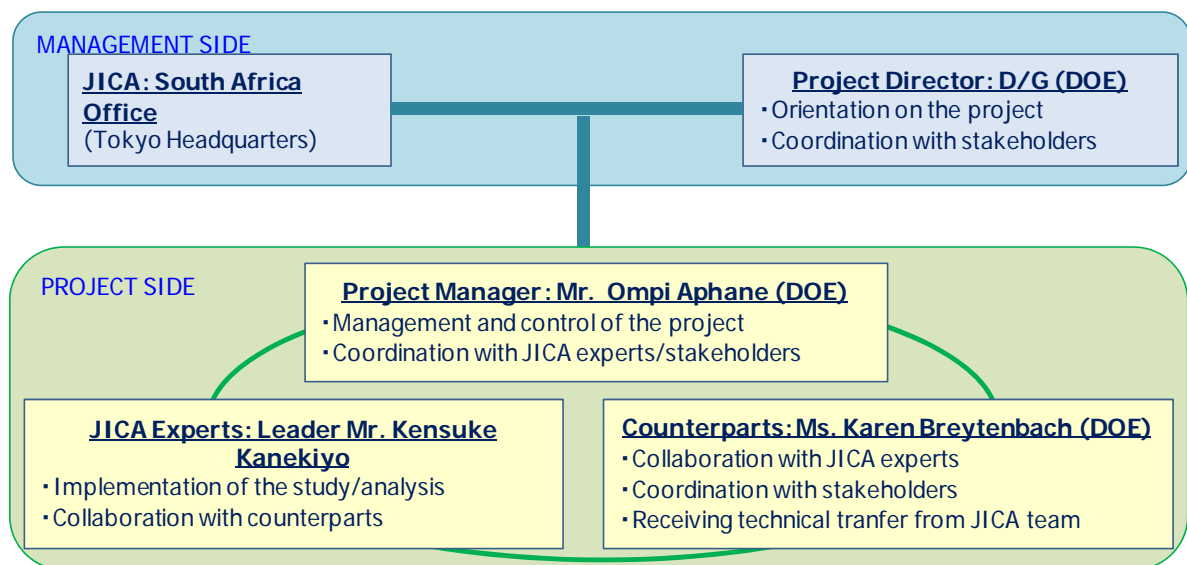 MANAGEMENT SIDE
JICA: South Africa
Office
(Tokyo Headquarters)
Project Director: D/G (DOE)
・Orientation on the project
・Coordination with stakeholders
PROJECT SIDE
Project Manager: Mr. Ompi Aphane (DOE)
・Management and control of the project
・Coordination with JICA experts/stakeholders
JICA Experts: Leader Mr. Kensuke
Kanekiyo
・Implementation of the study/analysis
・Collaboration with counterparts
Counterparts: Ms. Karen Breytenbach (DOE)
・Collaboration with JICA experts
・Coordination with stakeholders
・Receiving technical tranfer from JICA team